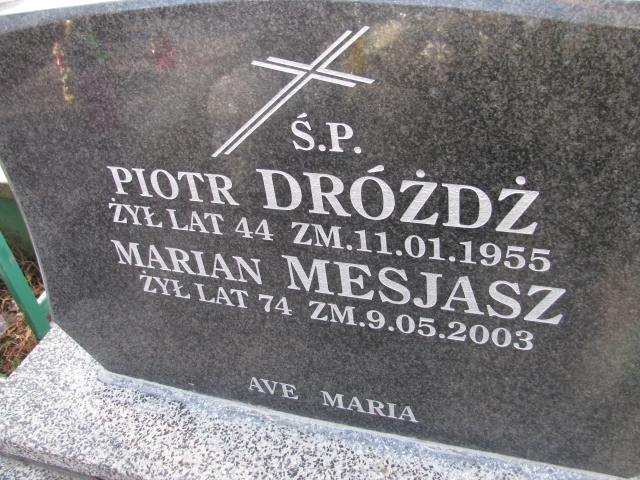 Ś.P.
PIOTR DRÓŻDŻ
ŻYŁ LAT 44 ZM.11.01.1955
MARIAN MESJASZ
ŻYŁ LAT 74 ZM.9.05.2003
AVE MARIA